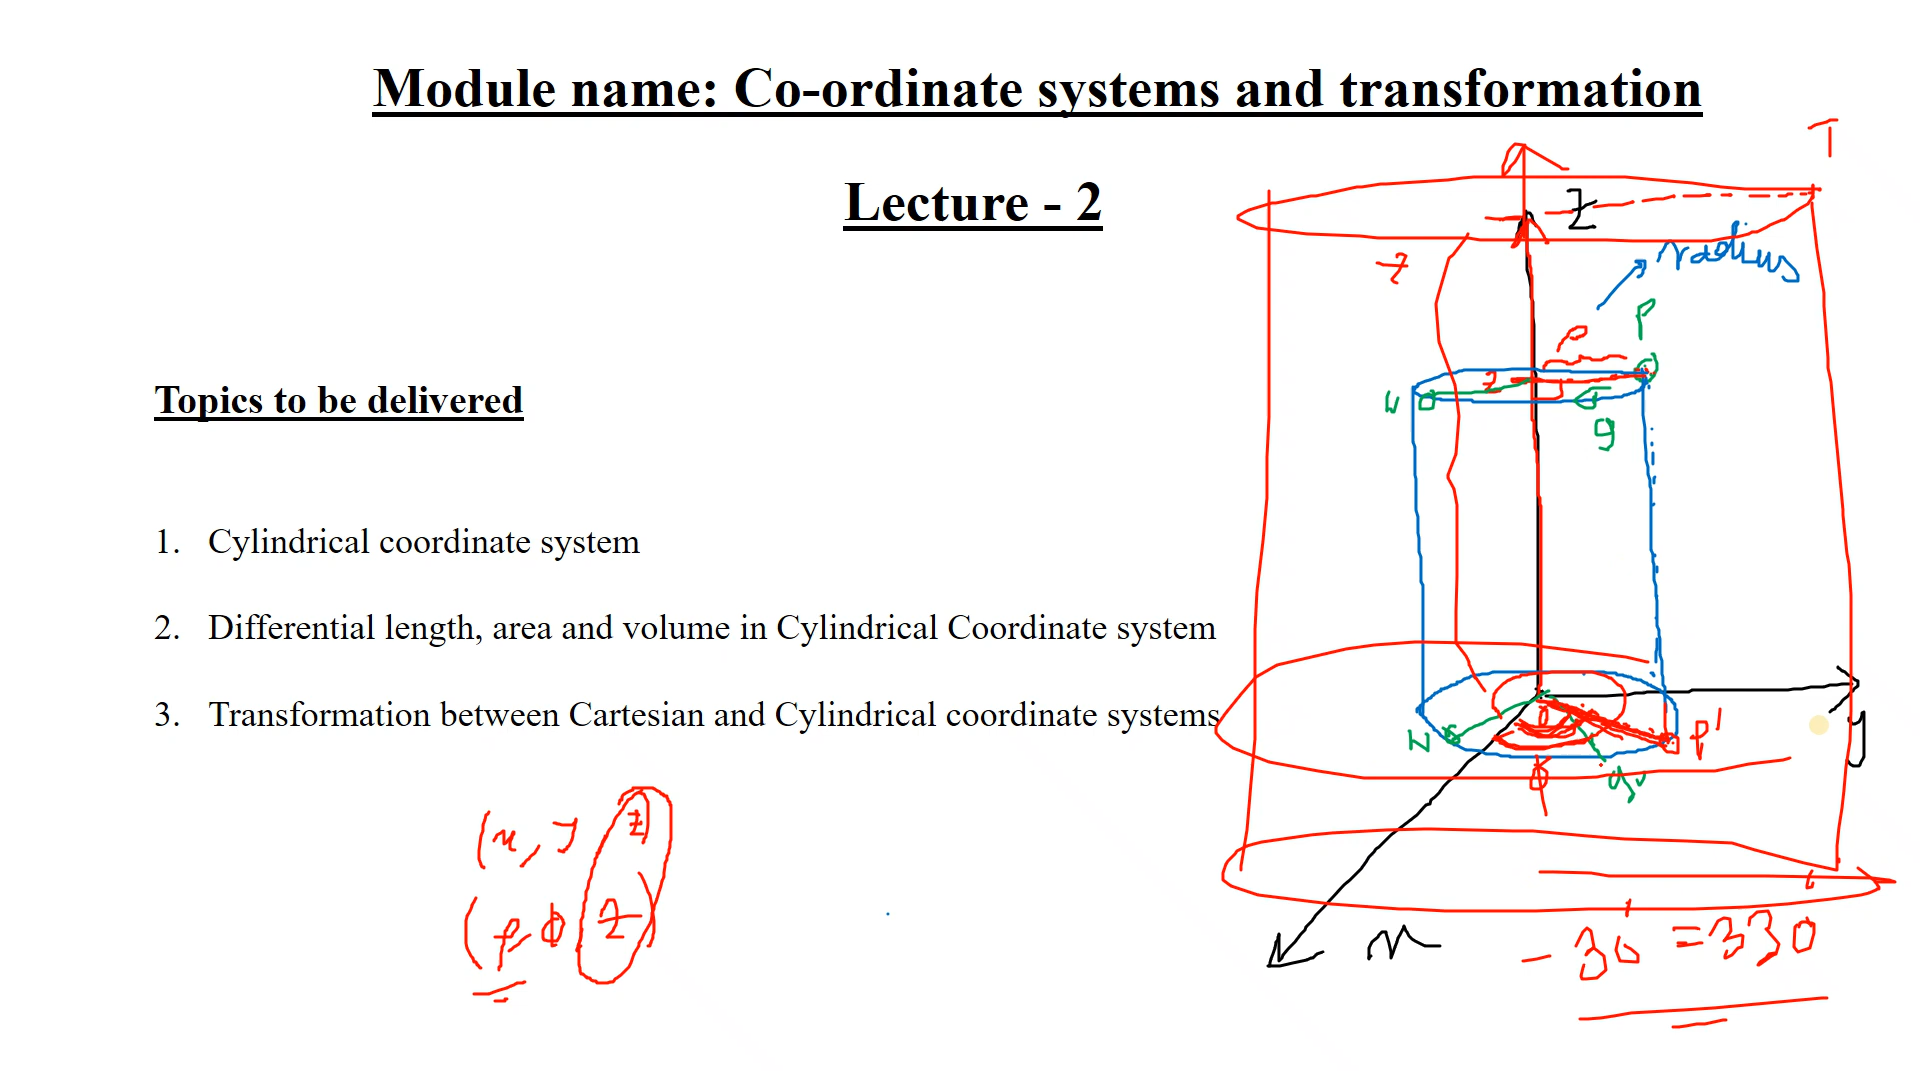 Module name: Co-ordinate systems and transformation
Lecture - 2
T
Z
radius
z
P
ρ
Topics to be delivered
W
z
g
1. Cylindrical coordinate system
2. Differential length, area and volume in Cylindrical Coordinate system
3. Transformation between Cartesian and Cylindrical coordinate systems
N
P'
y
(x, y z)
(ρ ϕ z)
x
- 30 = 330